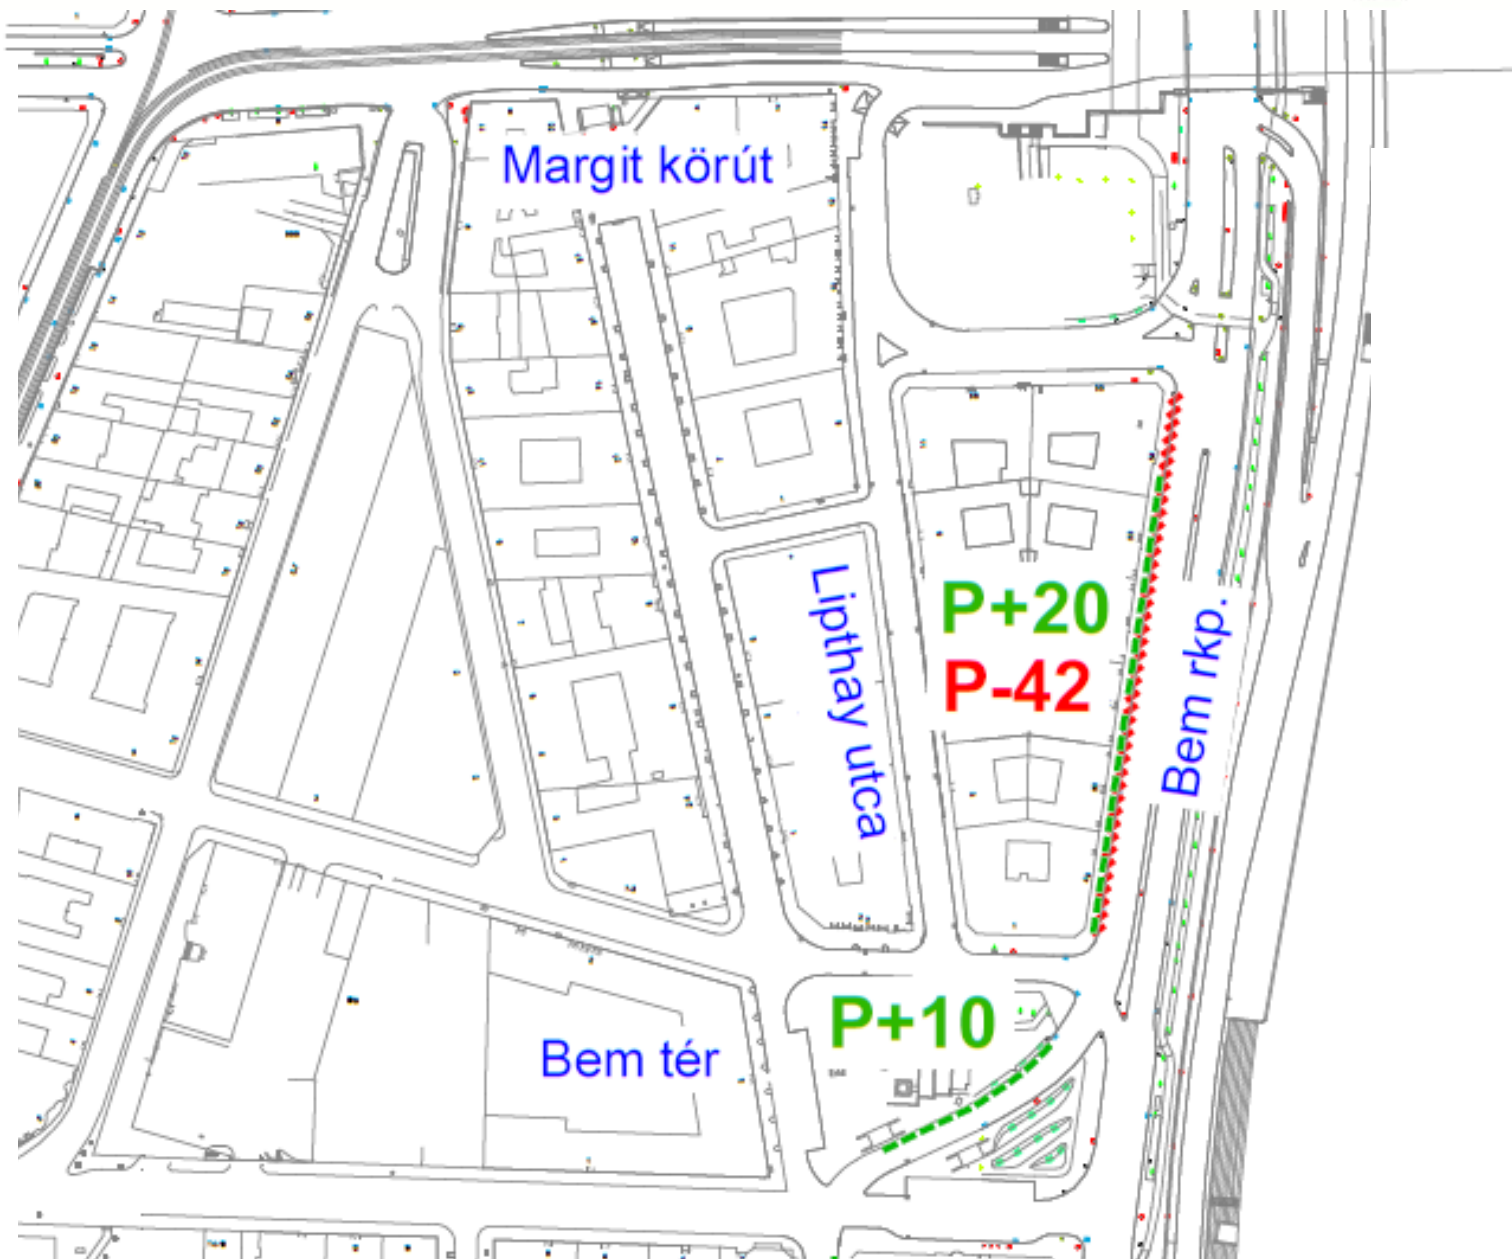 Margit körút
P+20
P-42
Lipthay utca
Bem rkp.
P+10
Bem tér